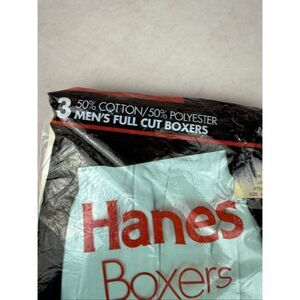 3 50% COTTON/50% POLYESTER
MEN'S FULL CUT BOXERS
Hanes
Boxers